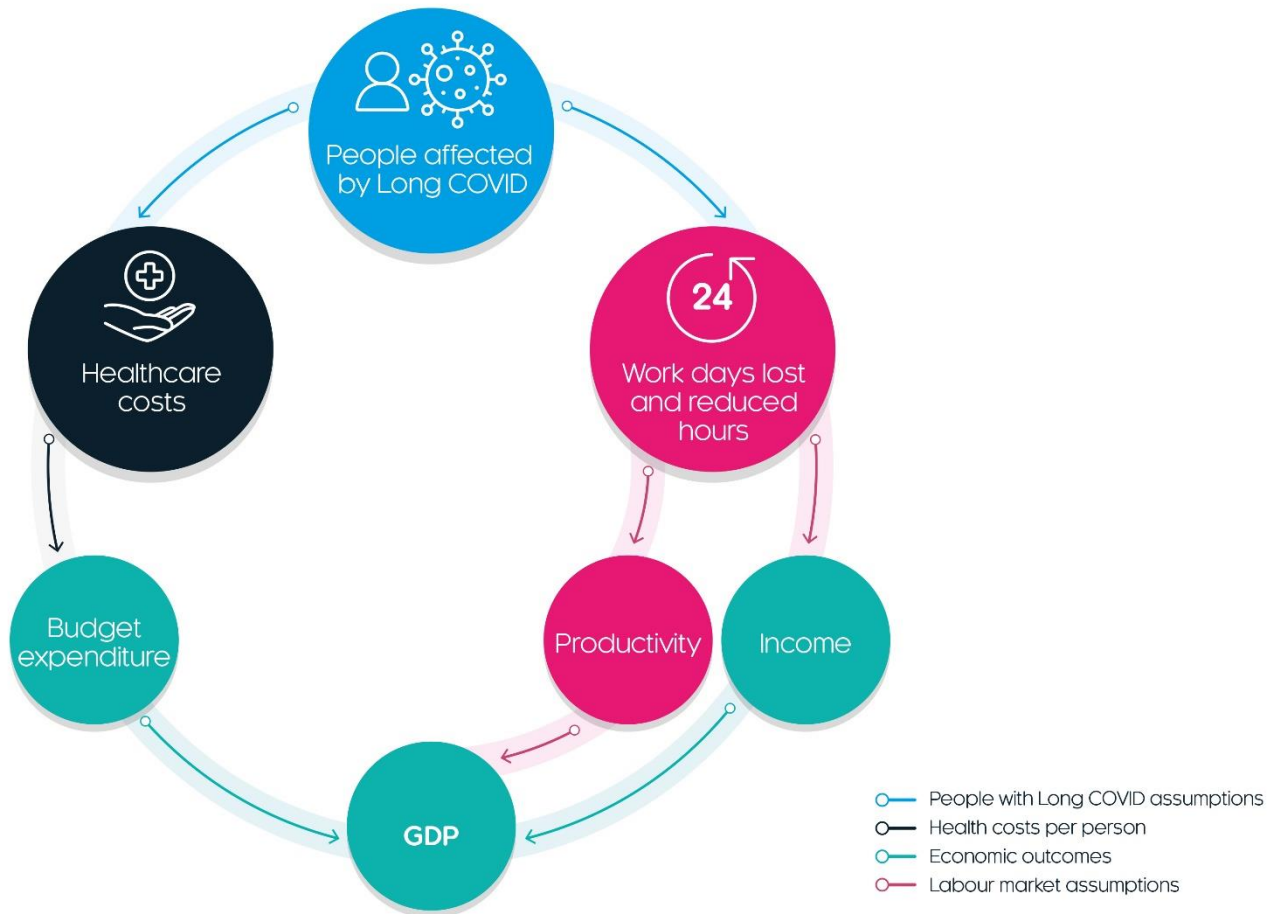 People affected
by Long COVID
Healthcare
costs
24
Work days lost
and reduced
hours
Budget
expenditure
Productivity
Income
GDP
People with Long COVID assumptions
Health costs per person
Economic outcomes
Labour market assumptions